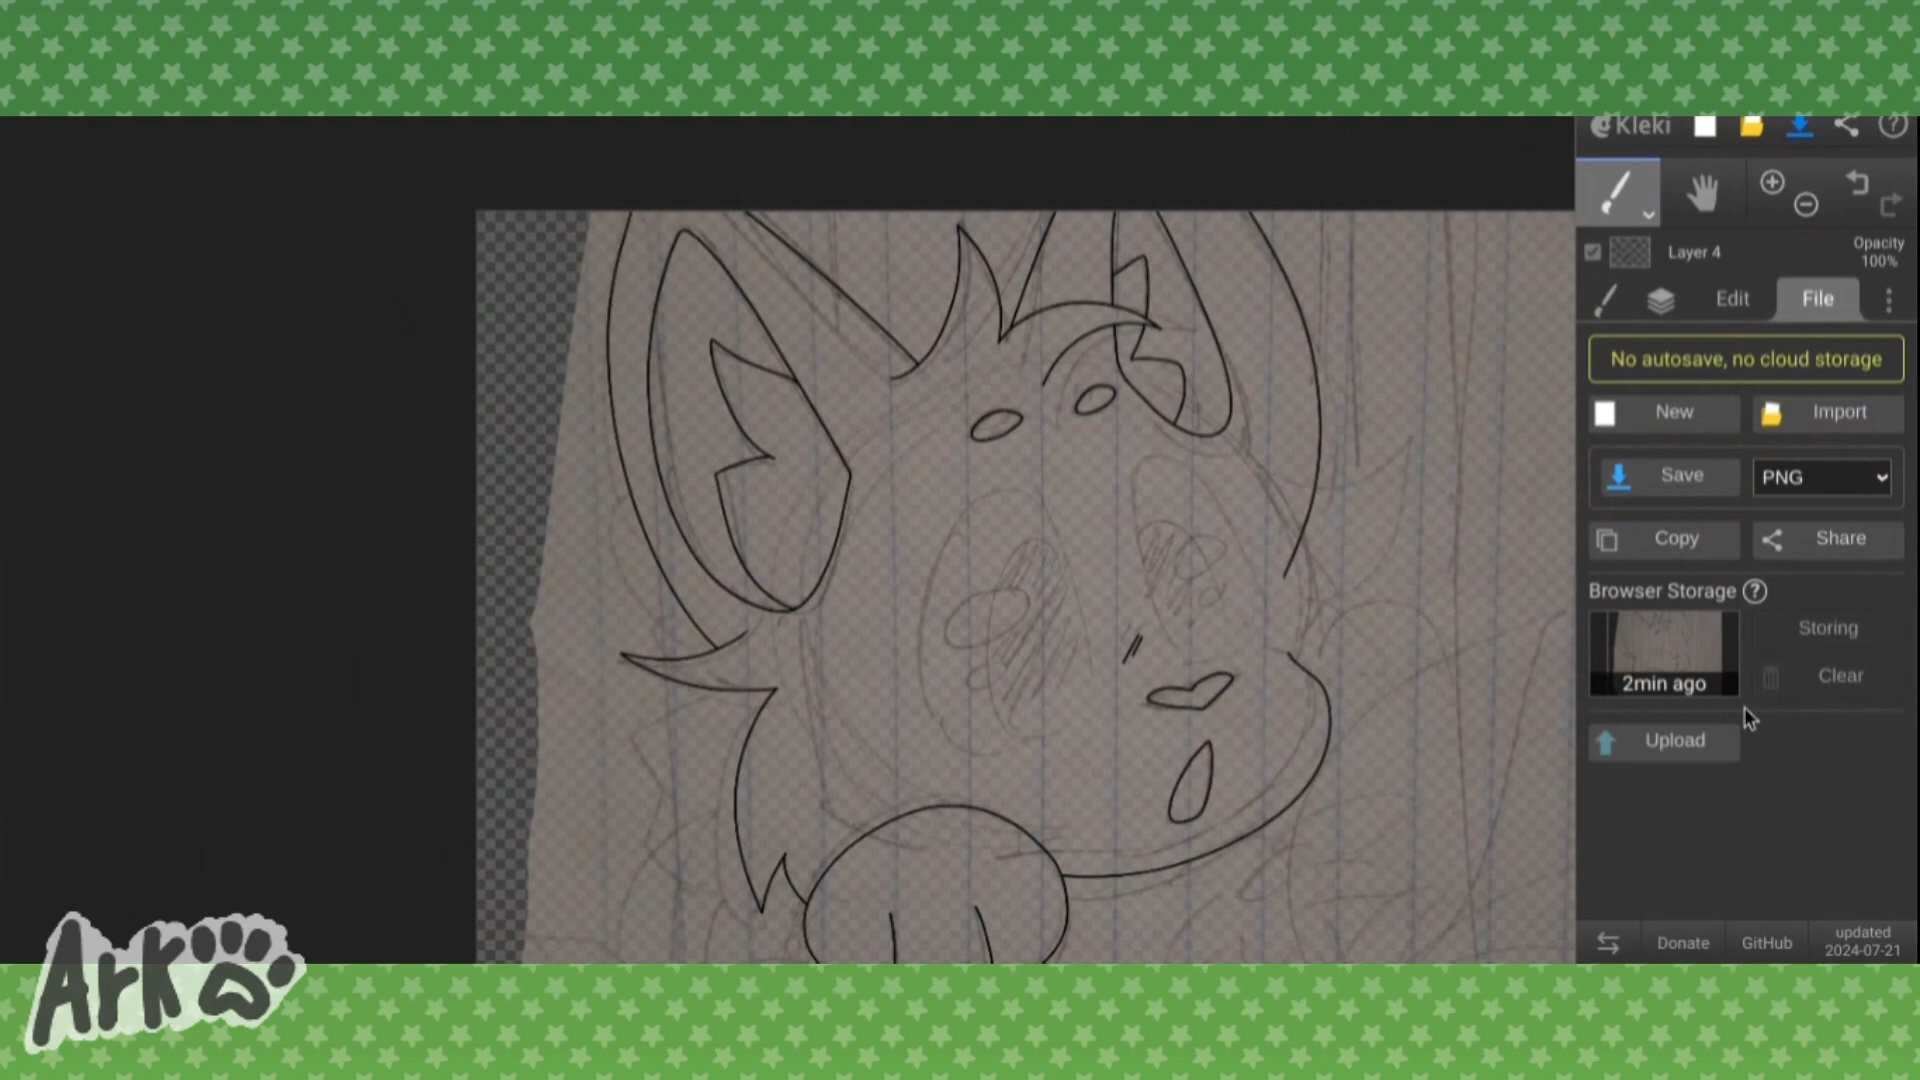 Kleki
Layer 4
Opacity
100%
Edit
File
No autosave, no cloud storage
New
Import
Save
PNG
Copy
Share
Browser Storage
2min ago
Storing
Clear
Upload
Donate
GitHub
updated
2024-07-21
Ark